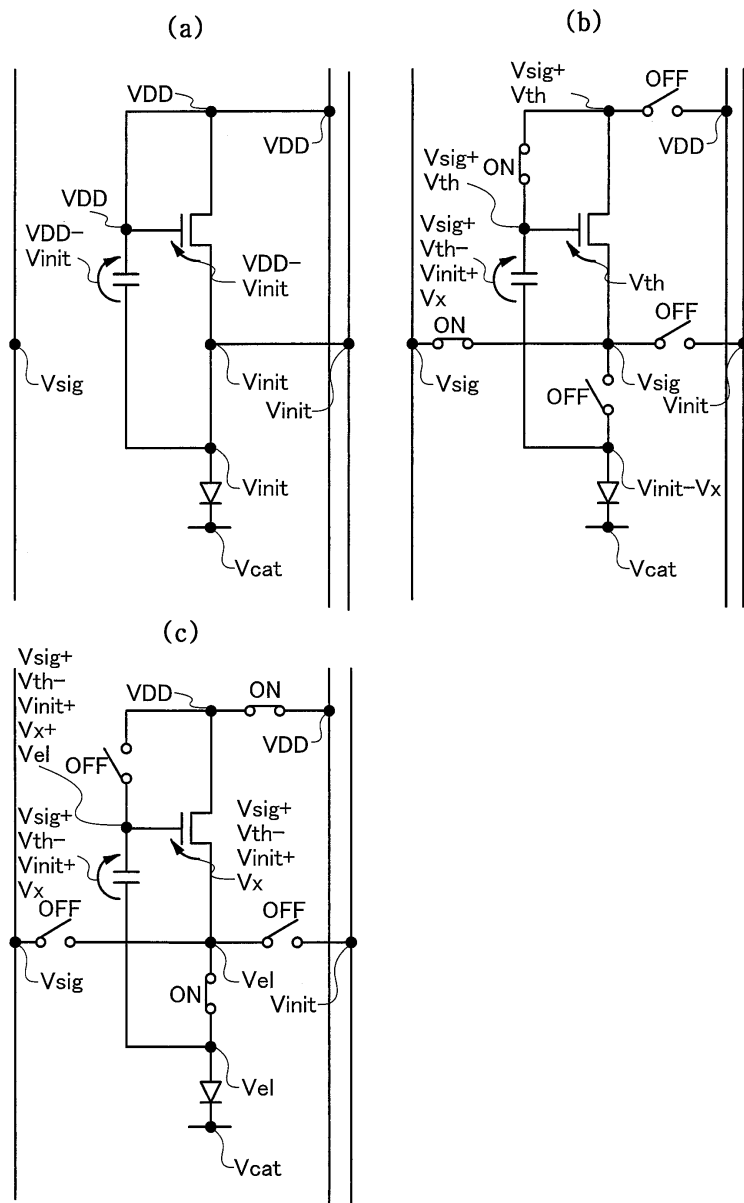 (a)
VDD
VDD
VDD
VDD-
Vinit
VDD-
Vinit
Vsig
Vinit
Vinit
Vinit
Vcat
(b)
Vsig+
Vth
OFF
VDD
Vsig+
Vth
ON
Vsig+
Vth-
Vinit+
Vx
Vth
ON
OFF
Vsig
Vsig
Vinit
OFF
Vinit-Vx
Vcat
(c)
Vsig+
Vth-
Vinit+
Vx+
Vel
VDD
ON
VDD
OFF
Vsig+
Vth-
Vinit+
Vx
Vsig+
Vth-
Vinit+
Vx
OFF
OFF
Vsig
Vel
Vinit
ON
Vel
Vcat